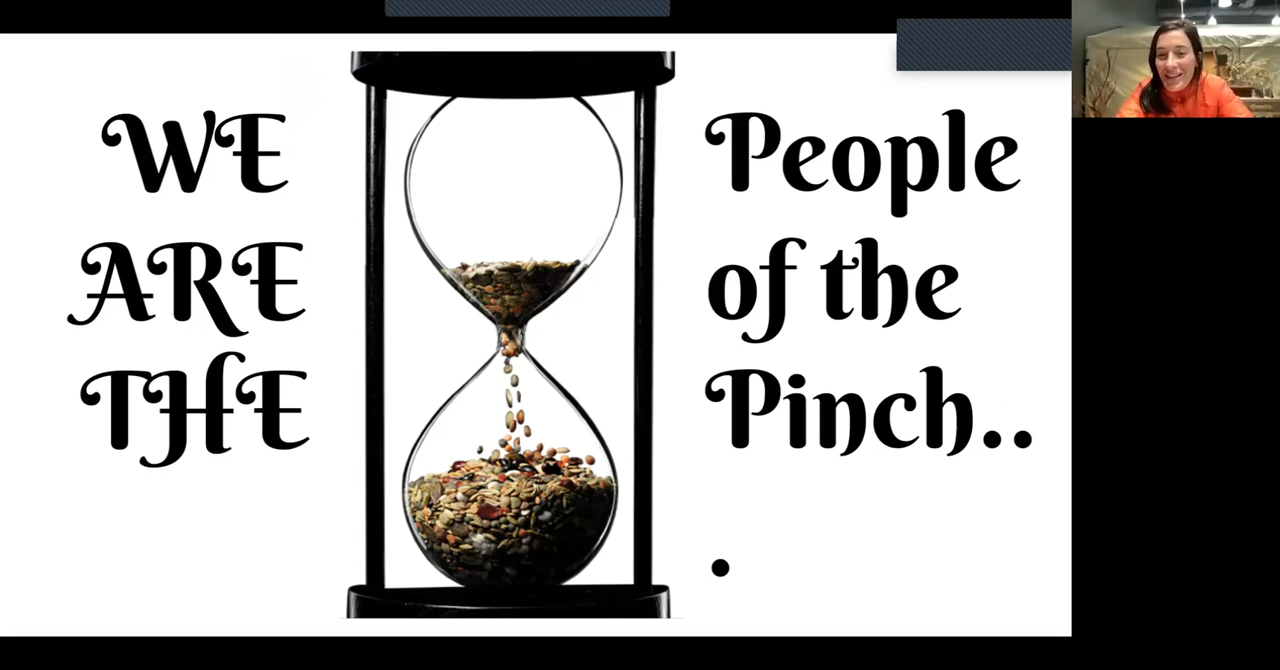 WE
ARE
THE
People
of the
Pinch..
.